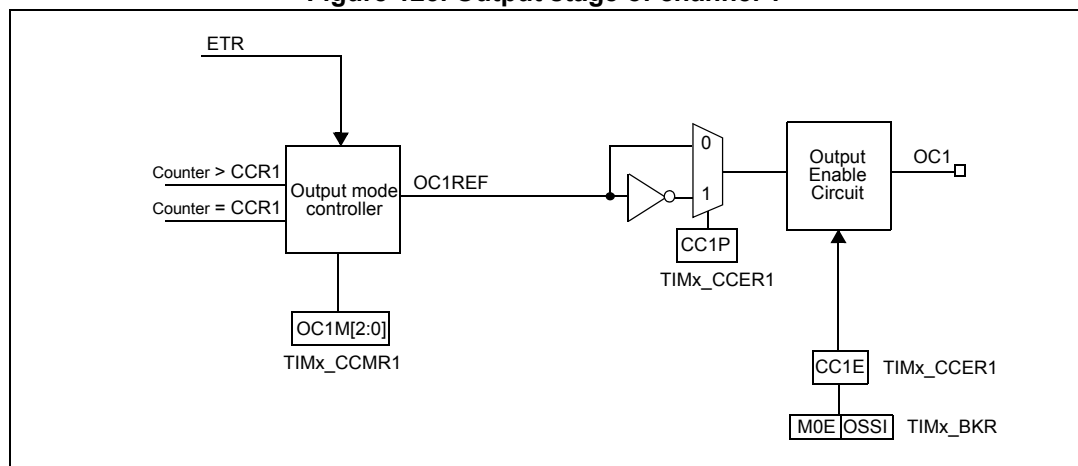 ETR
Counter > CCR1
Counter = CCR1
Output mode
controller
OC1REF
OC1M[2:0]
TIMx_CCMR1
0
1
CC1P
TIMx_CCER1
Output
Enable
Circuit
OC1
CC1E
TIMx_CCER1
M0E
OSSI
TIMx_BKR